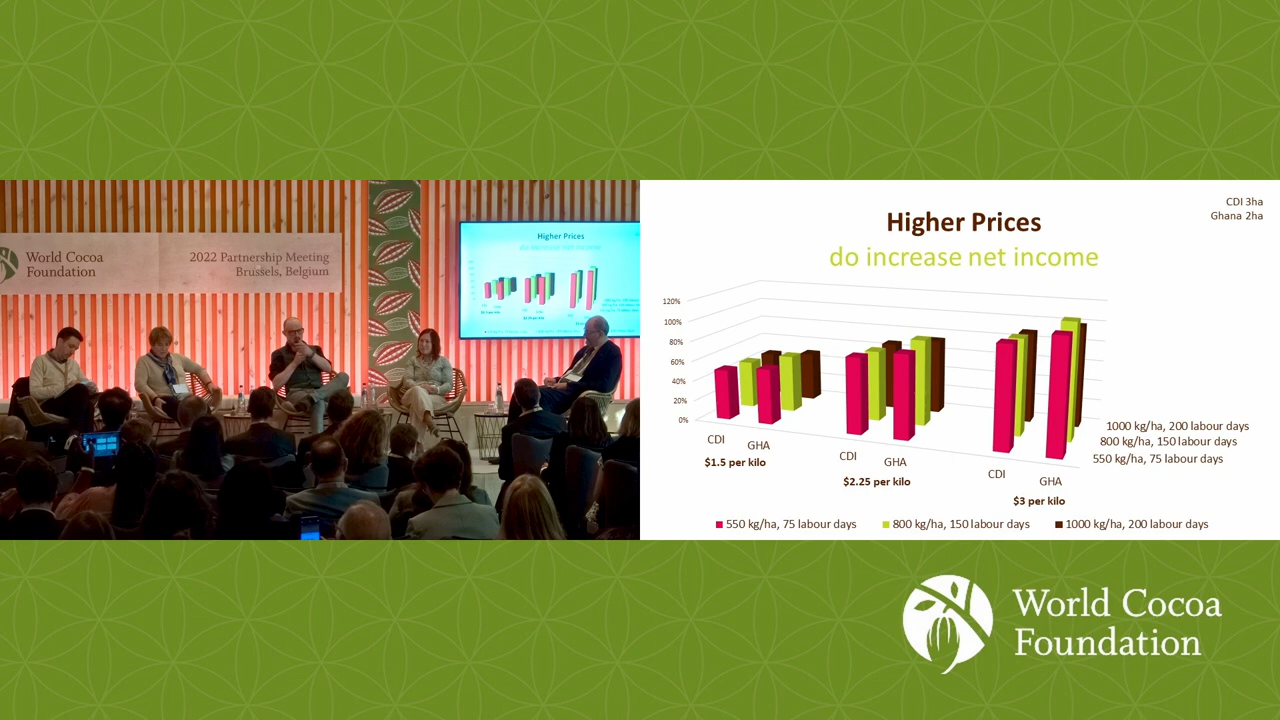 World Cocoa
Foundation
2022 Partnership Meeting
Brussels, Belgium
Higher Prices
do increase net income
CDI 3ha
Ghana 2ha
Higher Prices
do increase net income
120%
100%
80%
60%
40%
20%
0%
CDI
GHA
$1.5 per kilo
CDI
GHA
$2.25 per kilo
CDI
GHA
$3 per kilo
1000 kg/ha, 200 labour days
800 kg/ha, 150 labour days
550 kg/ha, 75 labour days
550 kg/ha, 75 labour days
800 kg/ha, 150 labour days
1000 kg/ha, 200 labour days
World Cocoa
Foundation